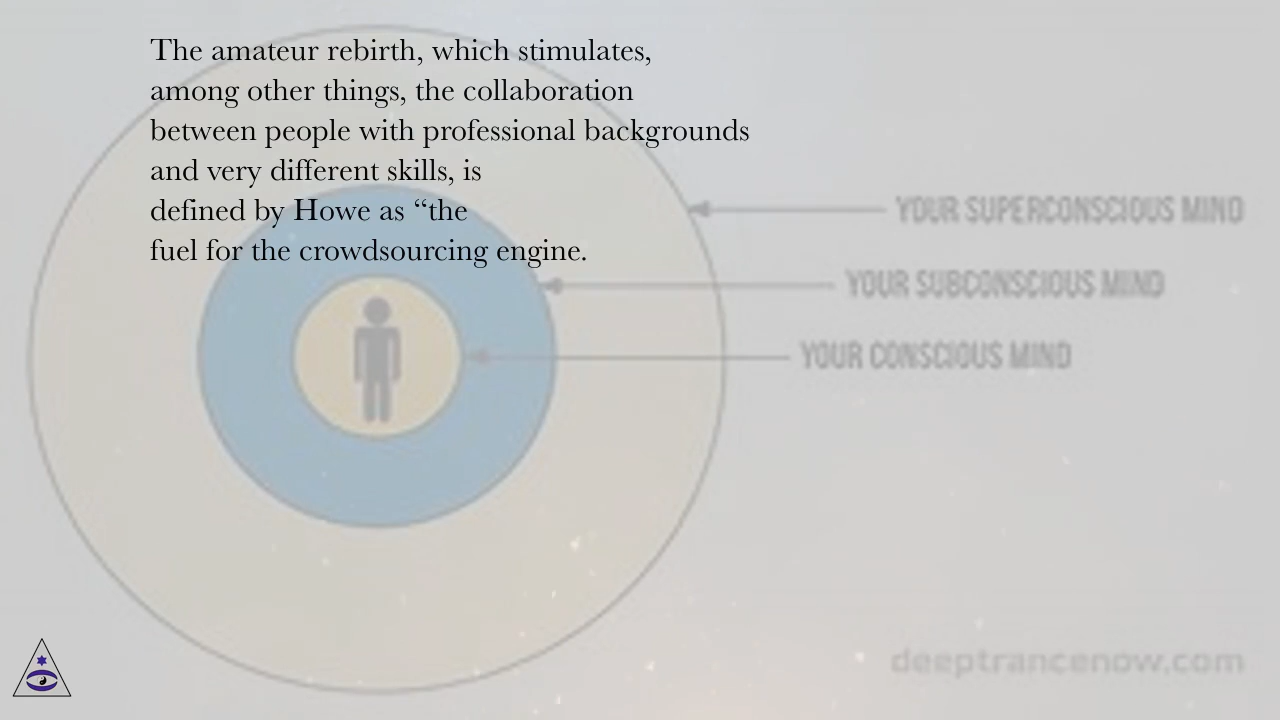 The amateur rebirth, which stimulates,
among other things, the collaboration
between people with professional backgrounds
and very different skills, is
defined by Howe as “the
fuel for the crowdsourcing engine.
YOUR SUPERCONSCIOUS MIND
YOUR SUBCONSCIOUS MIND
YOUR CONSCIOUS MIND
deeptrancenow.com